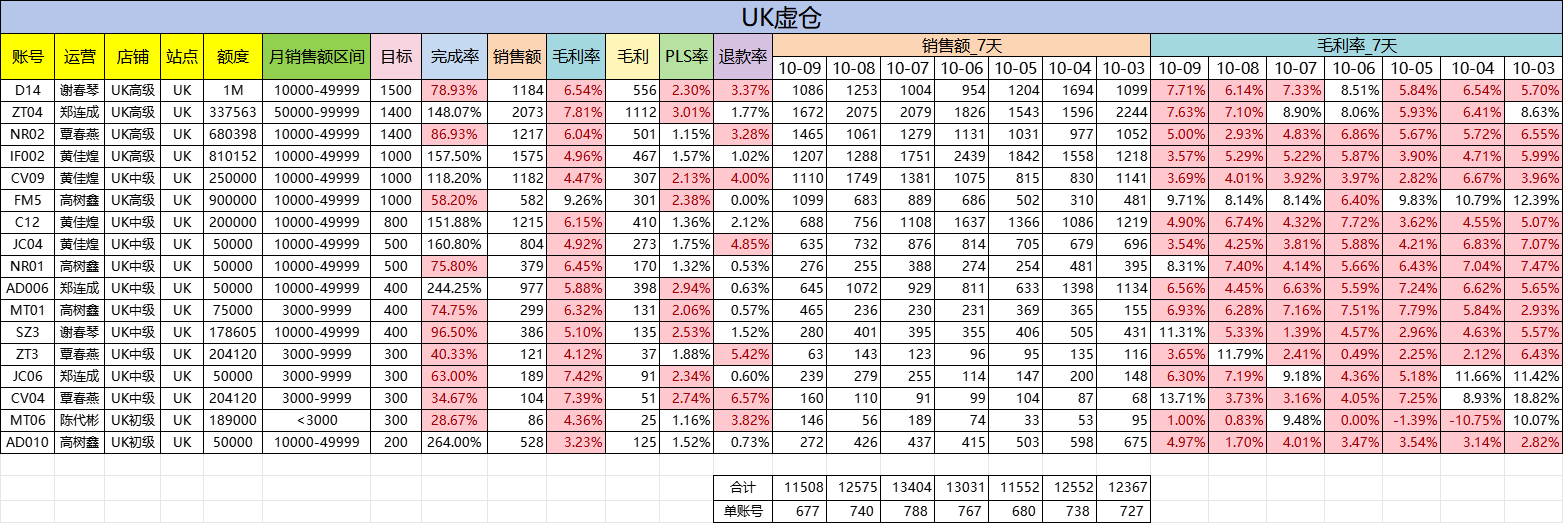 UK虚仓
账号 运营 店铺 站点 额度 月销售额区间 目标 完成率 销售额 毛利率 毛利 PLS率 退款率 销售额_7天 毛利率_7天
10-09 10-08 10-07 10-06 10-05 10-04 10-03 10-09 10-08 10-07 10-06 10-05 10-04 10-03
D14 谢春琴 UK高级 UK 1M 10000-49999 1500 78.93% 1184 6.54% 556 2.30% 3.37% 1086 1253 1004 954 1204 1694 1099 7.71% 6.14% 7.33% 8.51% 5.84% 6.54% 5.70%
ZT04 郑连成 UK高级 UK 337563 50000-99999 1400 148.07% 2073 7.81% 1112 3.01% 1.77% 1672 2075 2079 1826 1543 1596 2244 7.63% 7.10% 8.90% 8.06% 5.93% 6.41% 8.63%
NR02 覃春燕 UK高级 UK 680398 10000-49999 1400 86.93% 1217 6.04% 501 1.15% 3.28% 1465 1061 1279 1131 1031 977 1052 5.00% 2.93% 4.83% 6.86% 5.67% 5.72% 6.55%
IF002 黄佳煌 UK高级 UK 810152 10000-49999 1000 157.50% 1575 4.96% 467 1.57% 1.02% 1207 1288 1751 2439 1842 1558 1218 3.57% 5.29% 5.22% 5.87% 3.90% 4.71% 5.99%
CV09 黄佳煌 UK中级 UK 250000 10000-49999 1000 118.20% 1182 4.47% 307 2.13% 4.00% 1110 1749 1381 1075 815 830 1141 3.69% 4.01% 3.92% 3.97% 2.82% 6.67% 3.96%
FM5 高树鑫 UK高级 UK 900000 10000-49999 1000 58.20% 582 9.26% 301 2.38% 0.00% 1099 683 889 686 502 310 481 9.71% 8.14% 8.14% 6.40% 9.83% 10.79% 12.39%
C12 黄佳煌 UK中级 UK 200000 10000-49999 800 151.88% 1215 6.15% 410 1.36% 2.12% 688 756 1108 1637 1366 1086 1219 4.90% 6.74% 4.32% 7.72% 3.62% 4.55% 5.07%
JC04 黄佳煌 UK中级 UK 50000 10000-49999 500 160.80% 804 4.92% 273 1.75% 4.85% 635 732 876 814 705 679 696 3.54% 4.25% 3.81% 5.88% 4.21% 6.83% 7.07%
NR01 高树鑫 UK中级 UK 50000 10000-49999 500 75.80% 379 6.45% 170 1.32% 0.53% 276 255 388 274 254 481 395 8.31% 7.40% 4.14% 5.66% 6.43% 7.04% 7.47%
AD006 郑连成 UK中级 UK 50000 10000-49999 400 244.25% 977 5.88% 398 2.94% 0.63% 645 1072 929 811 633 1398 1134 6.56% 4.45% 6.63% 5.59% 7.24% 6.62% 5.65%
MT01 高树鑫 UK中级 UK 75000 3000-9999 400 74.75% 299 6.32% 131 2.06% 0.57% 465 236 230 231 369 365 155 6.93% 6.28% 7.16% 7.51% 7.79% 5.84% 2.93%
SZ3 谢春琴 UK中级 UK 178605 10000-49999 400 96.50% 386 5.10% 135 2.53% 1.52% 280 401 395 355 406 505 431 11.31% 5.33% 1.39% 4.57% 2.96% 4.63% 5.57%
ZT3 覃春燕 UK中级 UK 204120 3000-9999 300 40.33% 121 4.12% 37 1.88% 5.42% 63 143 123 96 95 135 116 3.65% 11.79% 2.41% 0.49% 2.25% 2.12% 6.43%
JC06 郑连成 UK中级 UK 50000 3000-9999 300 63.00% 189 7.42% 91 2.34% 0.60% 239 279 255 114 147 200 148 6.30% 7.19% 9.18% 4.36% 5.18% 11.66% 11.42%
CV04 覃春燕 UK中级 UK 204120 3000-9999 300 34.67% 104 7.39% 51 2.74% 6.57% 160 110 91 99 104 87 68 13.71% 3.73% 3.16% 4.05% 7.25% 8.93% 18.82%
MT06 陈代彬 UK初级 UK 189000 <3000 300 28.67% 86 4.36% 25 1.16% 3.82% 146 56 189 74 33 53 95 1.00% 0.83% 9.48% 0.00% -1.39% -10.75% 10.07%
AD010 高树鑫 UK初级 UK 50000 10000-49999 200 264.00% 528 3.23% 125 1.52% 0.73% 272 426 437 415 503 598 675 4.97% 1.70% 4.01% 3.47% 3.54% 3.14% 2.82%
合计 11508 12575 13404 13031 11552 12552 12367
单账号 677 740 788 767 680 738 727